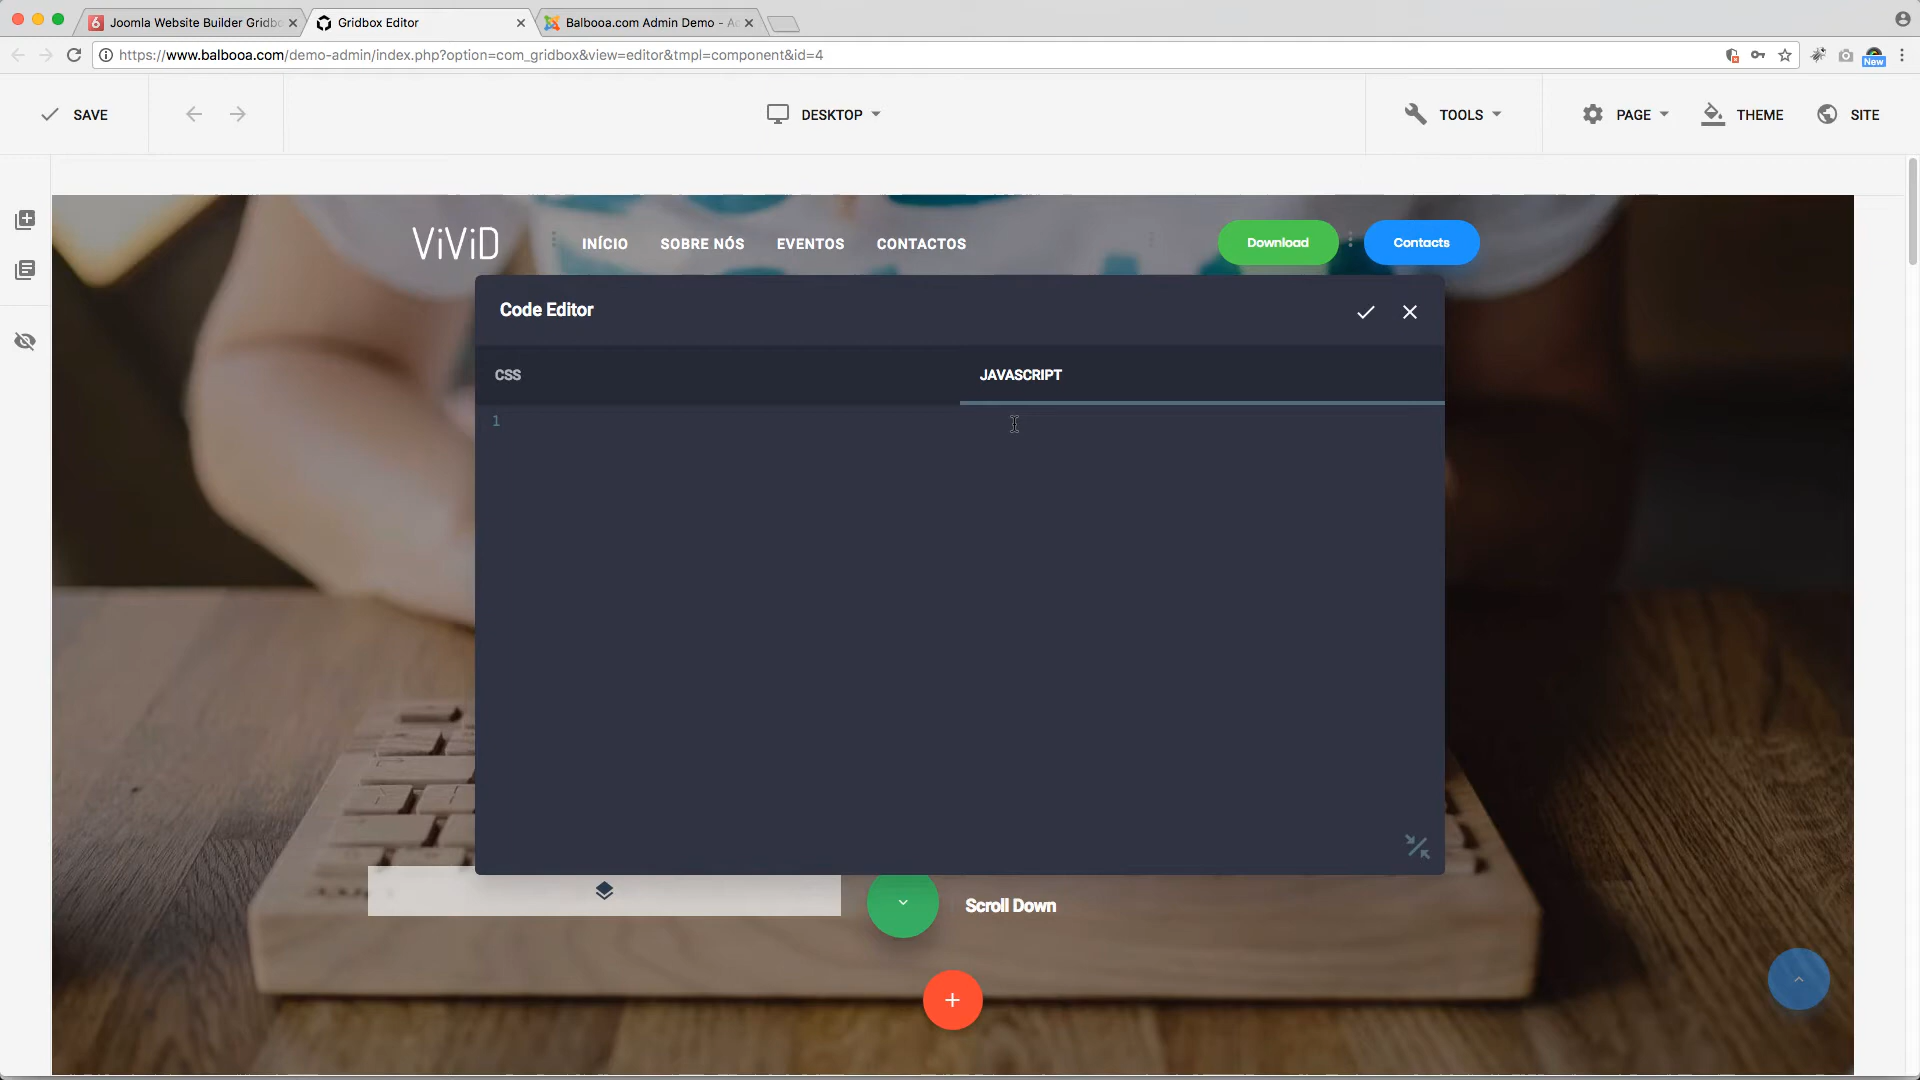 Joomla Website Builder Gridbo
Gridbox Editor
Balbooa.com Admin Demo - A
https://www.balbooa.com/demo-admin/index.php?option=com_gridbox&view=editor&tmpl=component&id=4
New
SAVE
DESKTOP
TOOLS
PAGE
THEME
SITE
ViViD
INÍCIO
SOBRE NÓS
EVENTOS
CONTACTOS
Download
Contacts
Code Editor
CSS
JAVASCRIPT
1
Scroll Down